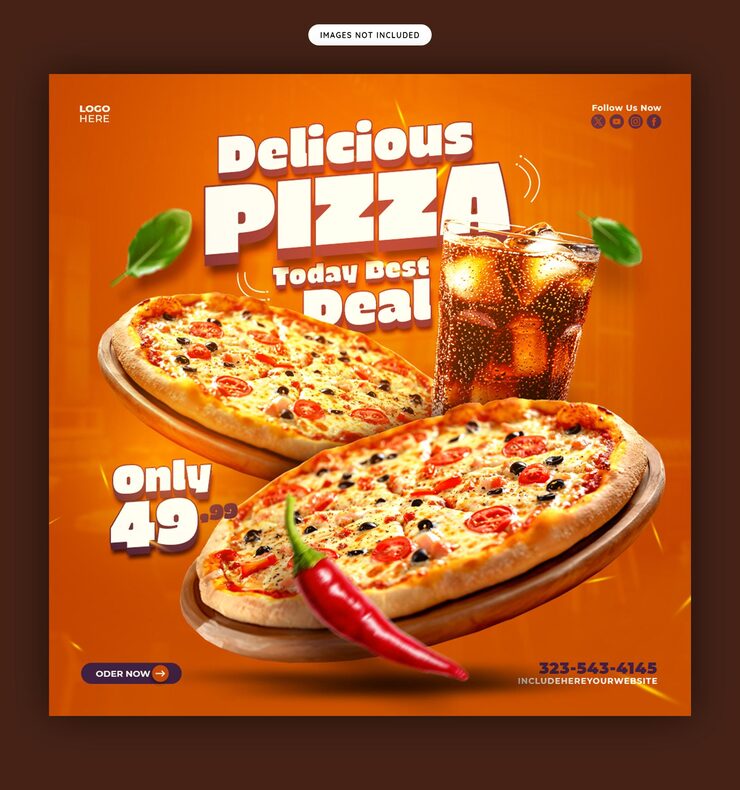 IMAGES NOT INCLUDED
LOGO
HERE
Follow Us Now
Delicious
PIZZA
Today Best
Deal
Only
49.99
ODER NOW
323-543-4145
INCLUDEHEREYOURWEBSITE